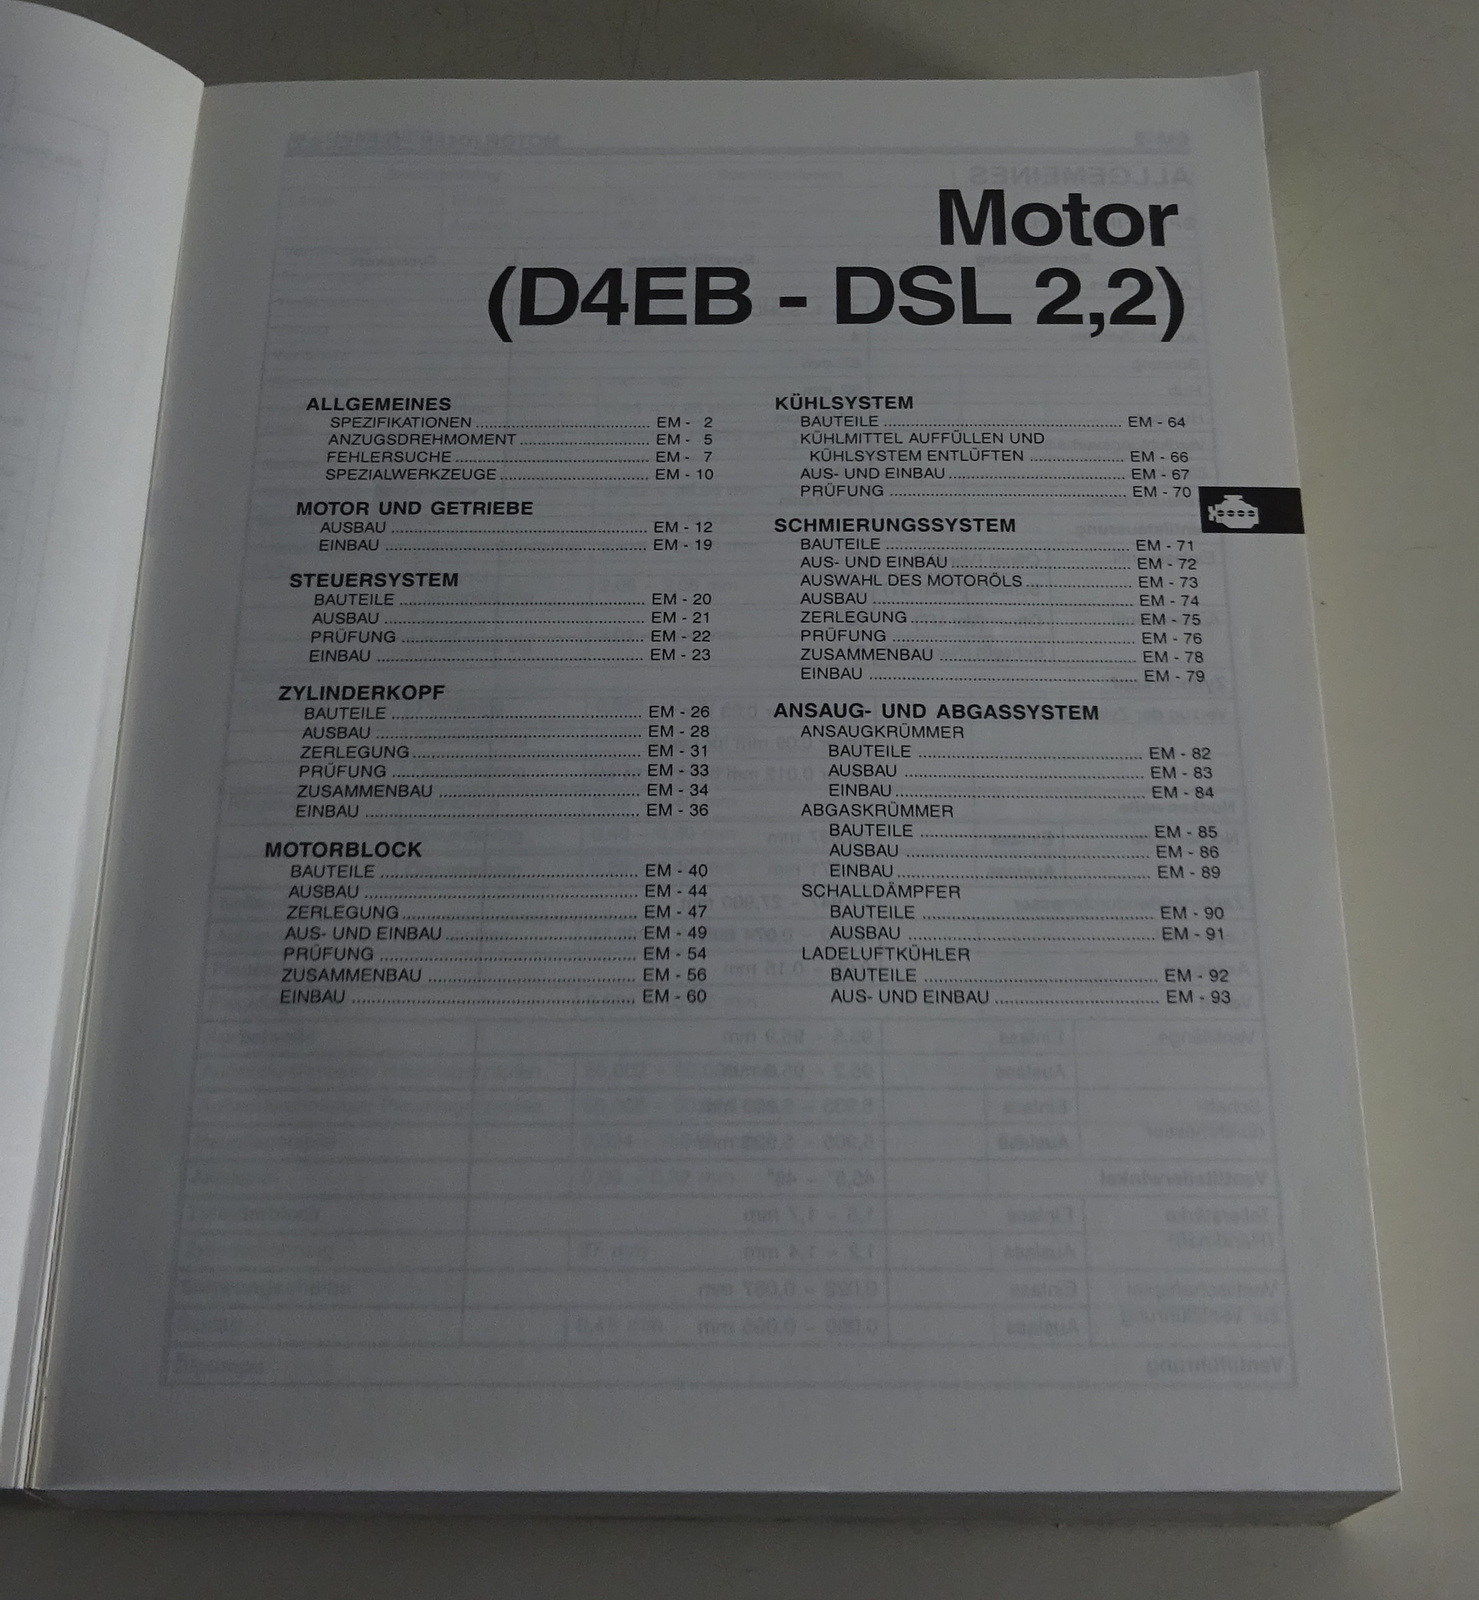 Motor
(D4EB - DSL 2,2)
ALLGEMEINES
SPEZIFIKATIONEN ........ EM - 2
ANZUGSDREHMOMENT ........ EM - 5
FEHLERSUCHE ........ EM - 7
SPEZIALWERKZEUGE ........ EM - 10
MOTOR UND GETRIEBE
AUSBAU ........ EM - 12
EINBAU ........ EM - 19
STEUERSYSTEM
BAUTEILE ........ EM - 20
AUSBAU ........ EM - 21
PRÜFUNG ........ EM - 22
EINBAU ........ EM - 23
ZYLINDERKOPF
BAUTEILE ........ EM - 26
AUSBAU ........ EM - 28
ZERLEGUNG ........ EM - 31
PRÜFUNG ........ EM - 33
ZUSAMMENBAU ........ EM - 34
EINBAU ........ EM - 36
MOTORBLOCK
BAUTEILE ........ EM - 40
AUSBAU ........ EM - 44
ZERLEGUNG ........ EM - 47
AUS- UND EINBAU ........ EM - 49
PRÜFUNG ........ EM - 54
ZUSAMMENBAU ........ EM - 56
EINBAU ........ EM - 60
KÜHLSYSTEM
BAUTEILE ........ EM - 64
KÜHLMITTEL AUFFÜLLEN UND
KÜHLSYSTEM ENTLÜFTEN ........ EM - 66
AUS- UND EINBAU ........ EM - 67
PRÜFUNG ........ EM - 70
SCHMIERUNGSSYSTEM
BAUTEILE ........ EM - 71
AUS- UND EINBAU ........ EM - 72
AUSWAHL DES MOTORÖLS ........ EM - 73
AUSBAU ........ EM - 74
ZERLEGUNG ........ EM - 75
PRÜFUNG ........ EM - 76
ZUSAMMENBAU ........ EM - 78
EINBAU ........ EM - 79
ANSAUG- UND ABGASSYSTEM
ANSAUGKRÜMMER
BAUTEILE ........ EM - 82
AUSBAU ........ EM - 83
EINBAU ........ EM - 84
ABGASKRÜMMER
BAUTEILE ........ EM - 85
AUSBAU ........ EM - 86
EINBAU ........ EM - 89
SCHALLDÄMPFER
BAUTEILE ........ EM - 90
AUSBAU ........ EM - 91
LADELUFTKÜHLER
BAUTEILE ........ EM - 92
AUS- UND EINBAU ........ EM - 93